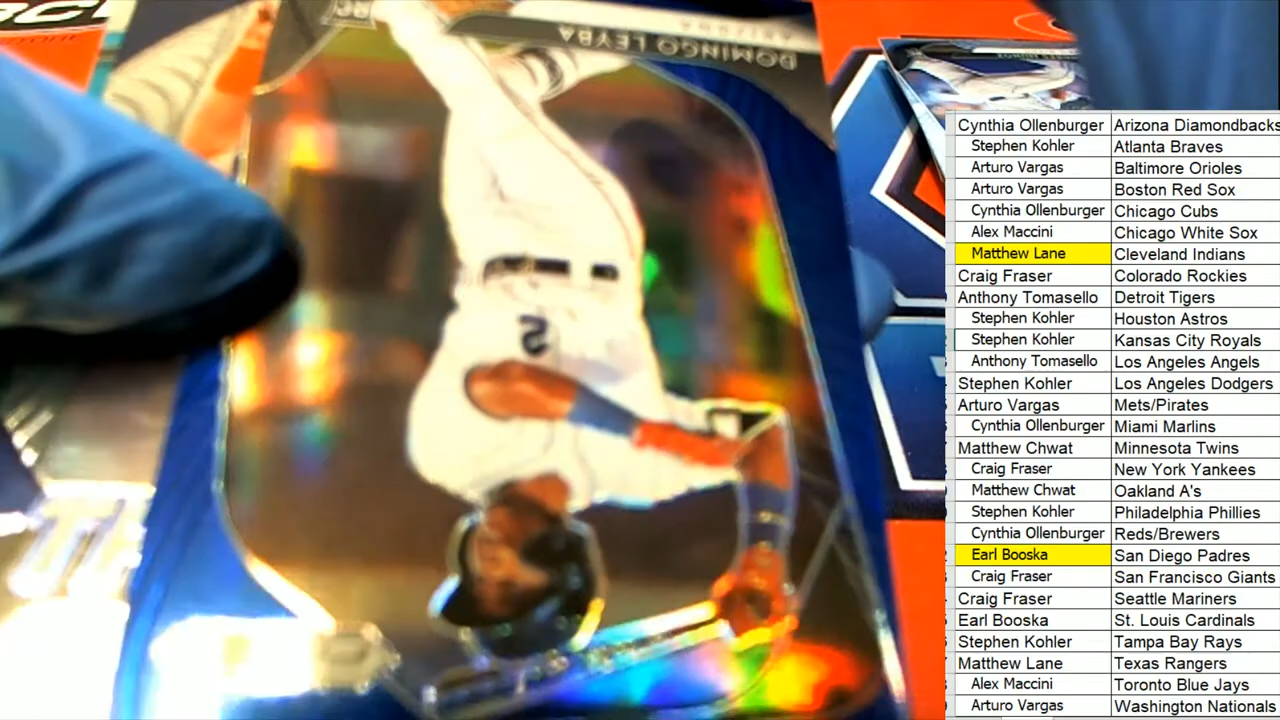 RC
DOMINGO LEYBA
ARIZONA
2
Cynthia Ollenburger Arizona Diamondbacks
Stephen Kohler Atlanta Braves
Arturo Vargas Baltimore Orioles
Arturo Vargas Boston Red Sox
Cynthia Ollenburger Chicago Cubs
Alex Maccini Chicago White Sox
Matthew Lane Cleveland Indians
Craig Fraser Colorado Rockies
Anthony Tomasello Detroit Tigers
Stephen Kohler Houston Astros
Stephen Kohler Kansas City Royals
Anthony Tomasello Los Angeles Angels
Stephen Kohler Los Angeles Dodgers
Arturo Vargas Mets/Pirates
Cynthia Ollenburger Miami Marlins
Matthew Chwat Minnesota Twins
Craig Fraser New York Yankees
Matthew Chwat Oakland A's
Stephen Kohler Philadelphia Phillies
Cynthia Ollenburger Reds/Brewers
Earl Booska San Diego Padres
Craig Fraser San Francisco Giants
Craig Fraser Seattle Mariners
Earl Booska St. Louis Cardinals
Stephen Kohler Tampa Bay Rays
Matthew Lane Texas Rangers
Alex Maccini Toronto Blue Jays
Arturo Vargas Washington Nationals